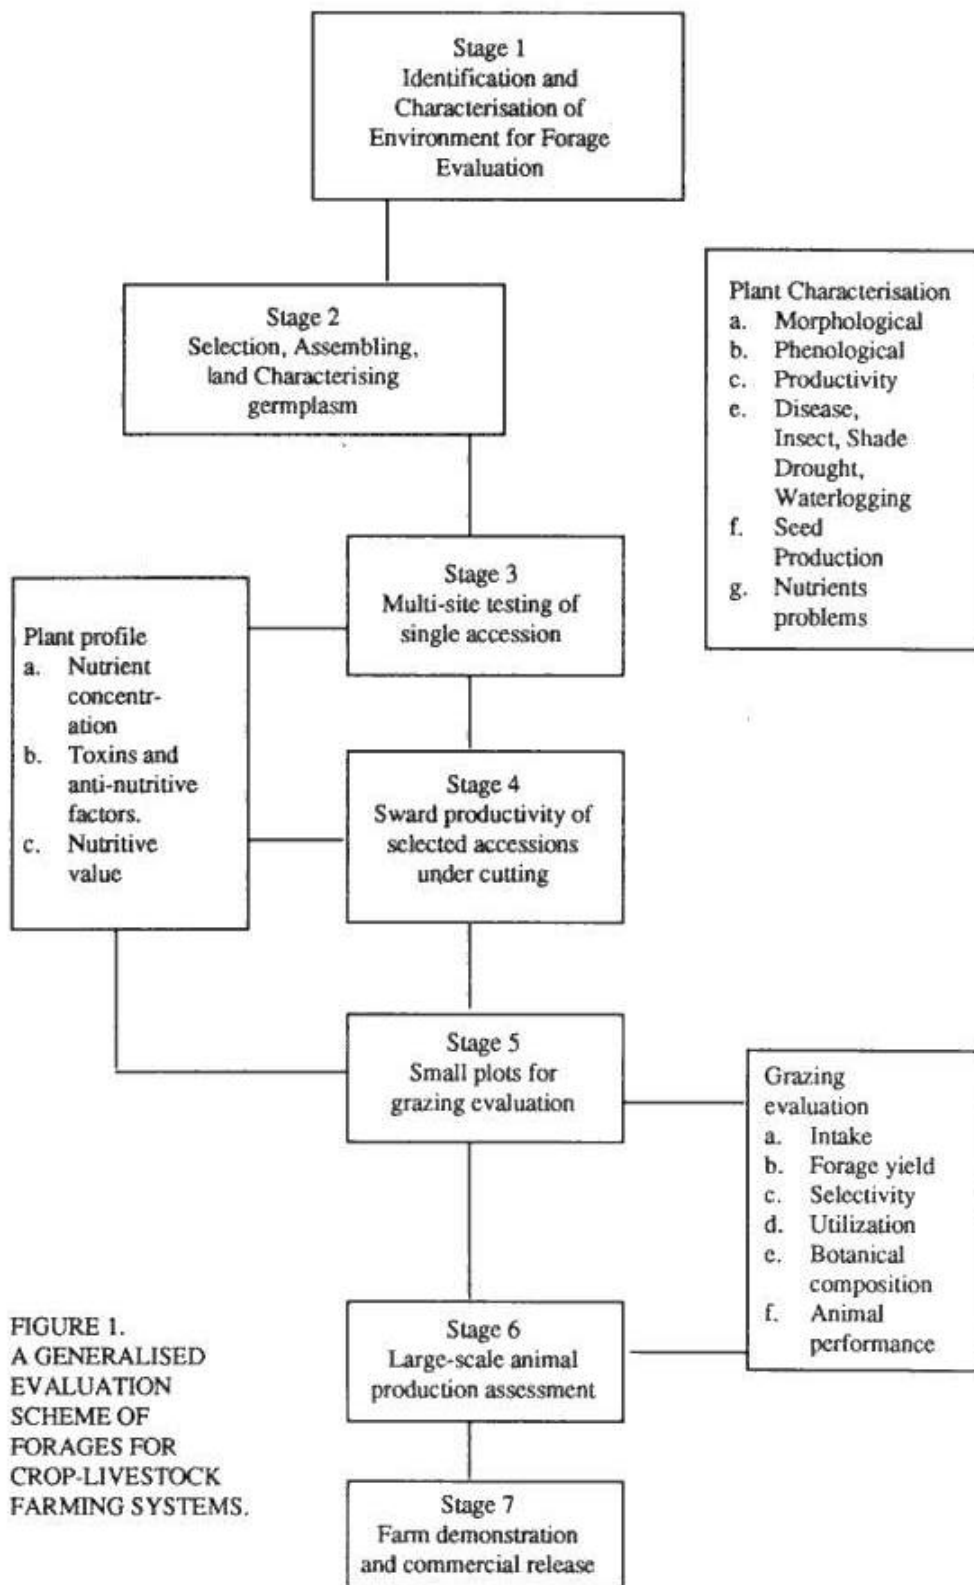 Stage 1
Identification and
Characterisation of
Environment for Forage
Evaluation
Stage 2
Selection, Assembling,
land Characterising
germplasm
Plant Characterisation
a. Morphological
b. Phenological
c. Productivity
e. Disease,
Insect, Shade
Drought,
Waterlogging
f. Seed
Production
g. Nutrients
problems
Stage 3
Multi-site testing of
single accession
Plant profile
a. Nutrient
concentr-
ation
b. Toxins and
anti-nutritive
factors.
c. Nutritive
value
Stage 4
Sward productivity of
selected accessions
under cutting
Stage 5
Small plots for
grazing evaluation
Grazing
evaluation
a. Intake
b. Forage yield
c. Selectivity
d. Utilization
e. Botanical
composition
f. Animal
performance
Stage 6
Large-scale animal
production assessment
FIGURE 1.
A GENERALISED
EVALUATION
SCHEME OF
FORAGES FOR
CROP-LIVESTOCK
FARMING SYSTEMS.
Stage 7
Farm demonstration
and commercial release